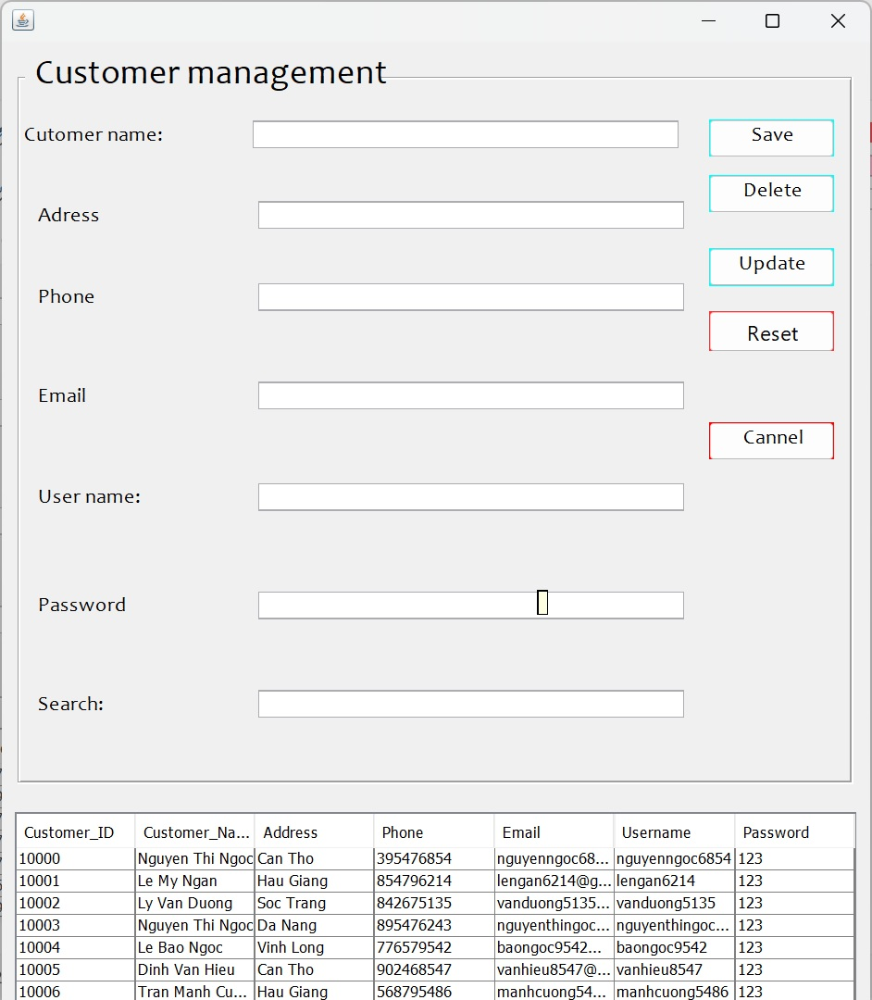 Customer management
Cutomer name:
Save
Delete
Adress
Update
Phone
Reset
Email
Cannel
User name:
Password
Search:
Customer_ID Customer_Na... Address Phone Email Username Password
10000 Nguyen Thi Ngoc Can Tho 395476854 nguyenngoc68... nguyenngoc6854 123
10001 Le My Ngan Hau Giang 854796214 lengan6214@g... lengan6214 123
10002 Ly Van Duong Soc Trang 842675135 vanduong5135... vanduong5135 123
10003 Nguyen Thi Ngoc Da Nang 895476243 nguyenthingoc... nguyenthingoc... 123
10004 Le Bao Ngoc Vinh Long 776579542 baongoc9542... baongoc9542 123
10005 Dinh Van Hieu Can Tho 902468547 vanhieu8547@... vanhieu8547 123
10006 Tran Manh Cu... Hau Giang 568795486 manhcuong54... manhcuong5486 123